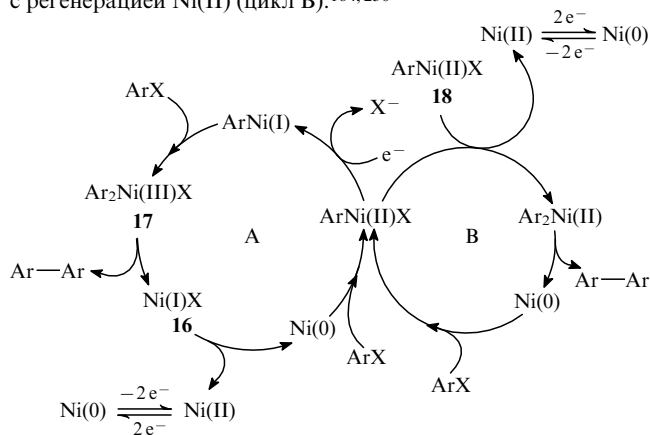 с регенерацией Ni(II) (цикл B).
Ni(II) 2e⁻ −2e⁻ Ni(0)
ArNi(II)X
18
ArX
ArNi(I)
X⁻
e⁻
Ar₂Ni(III)X
17
ArNi(II)X
Ar₂Ni(II)
A
B
Ar—Ar
Ar—Ar
Ni(I)X
16
Ni(0)
Ni(0)
ArX
ArX
Ni(0) −2e⁻ 2e⁻ Ni(II)